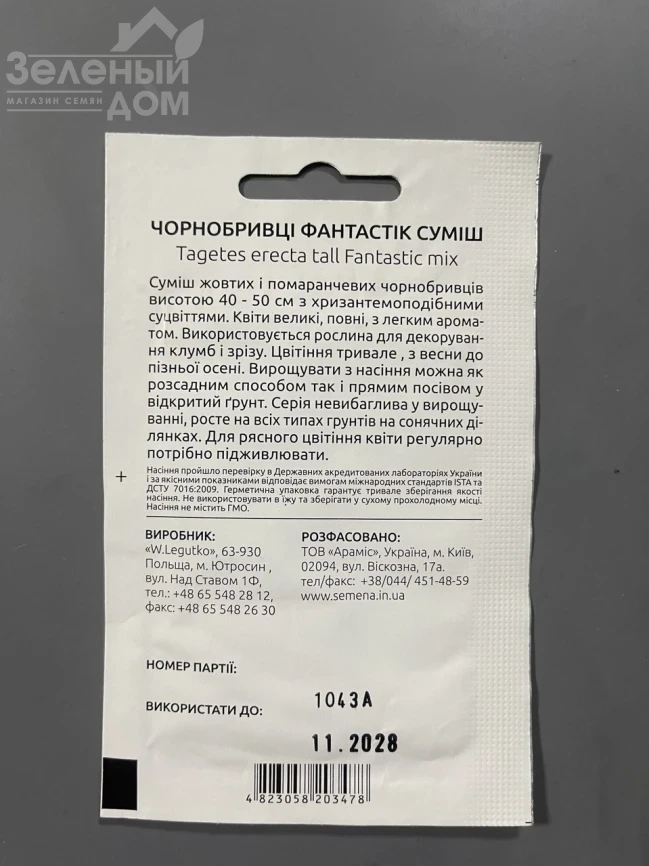 Зеленый
МАГАЗИН СЕМЯН
ДОМ
ЧОРНОБРИВЦІ ФАНТАСТІК СУМІШ
Tagetes erecta tall Fantastic mix
Суміш жовтих і помаранчевих чорнобривців
висотою 40 - 50 см з хризантемоподібними
суцвіттями. Квіти великі, повні, з легким арома-
том. Використовується рослина для декоруван-
ня клумб і зрізу. Цвітіння тривале , з весни до
пізньої осені. Вирощувати з насіння можна як
розсадним способом так і прямим посівом у
відкритий ґрунт. Серія невибаглива у вирощу-
ванні, росте на всіх типах грунтів на сонячних ді-
лянках. Для рясного цвітіння квіти регулярно
потрібно підживлювати.
Насіння пройшло перевірку в Державних акредитованих лабораторіях України
і за якісними показниками відповідає вимогам міжнародних стандартів ISTA та
ДСТУ 7016:2009. Герметична упаковка гарантує тривале зберігання якості
насіння. Не використовувати в їжу та зберігати у сухому прохолодному місці.
Насіння не містить ГМО.
ВИРОБНИК:
«W.Legutko», 63-930
Польща, м. Ютросин ,
вул. Над Ставом 1Ф,
тел.: +48 65 548 28 12,
факс: +48 65 548 26 30
РОЗФАСОВАНО:
ТОВ «Араміс», Україна, м. Київ,
02094, вул. Віскозна, 17а.
тел/факс: +38/044/ 451-48-59
www.semena.in.ua
НОМЕР ПАРТІЇ:
1043A
ВИКОРИСТАТИ ДО:
11.2028
4 823058 203478